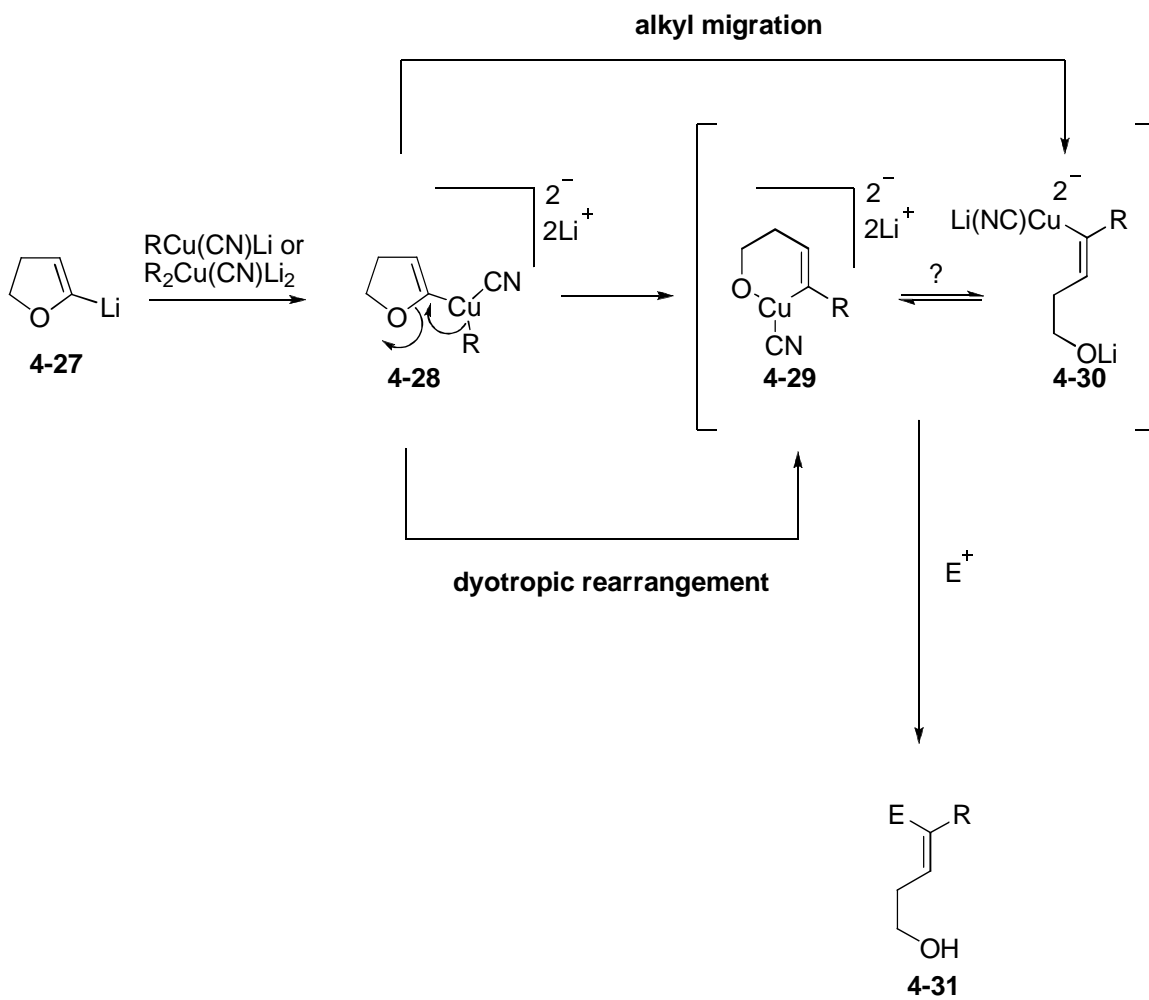 alkyl migration
2⁻
2Li⁺
2⁻
2Li⁺
2⁻
Li(NC)Cu
R
RCu(CN)Li or
R₂Cu(CN)Li₂
Li
O
CN
Cu
O
R
?
O
Cu
R
CN
OLi
4-27
4-28
4-29
4-30
dyotropic rearrangement
E⁺
E
R
OH
4-31